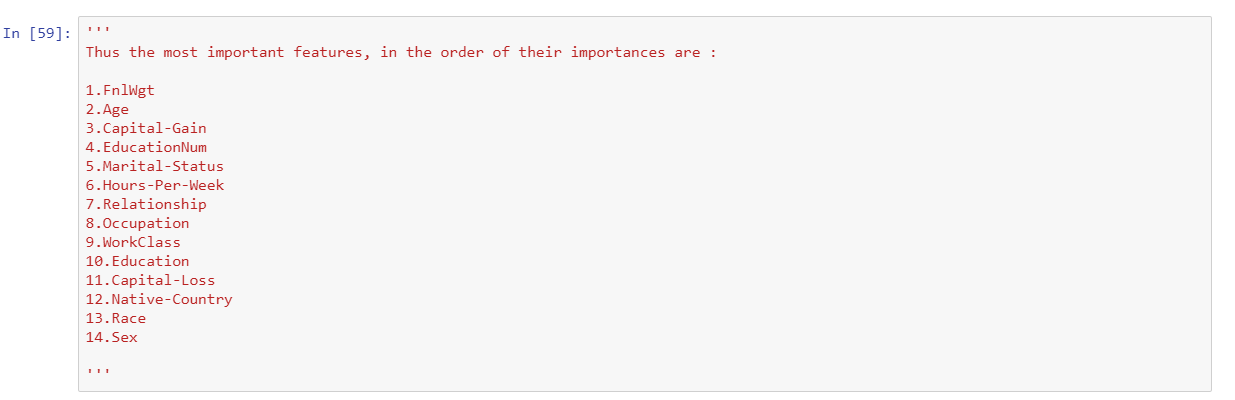 In [59]:
'''
Thus the most important features, in the order of their importances are :
1.FnlWgt
2.Age
3.Capital-Gain
4.EducationNum
5.Marital-Status
6.Hours-Per-Week
7.Relationship
8.Occupation
9.WorkClass
10.Education
11.Capital-Loss
12.Native-Country
13.Race
14.Sex
'''